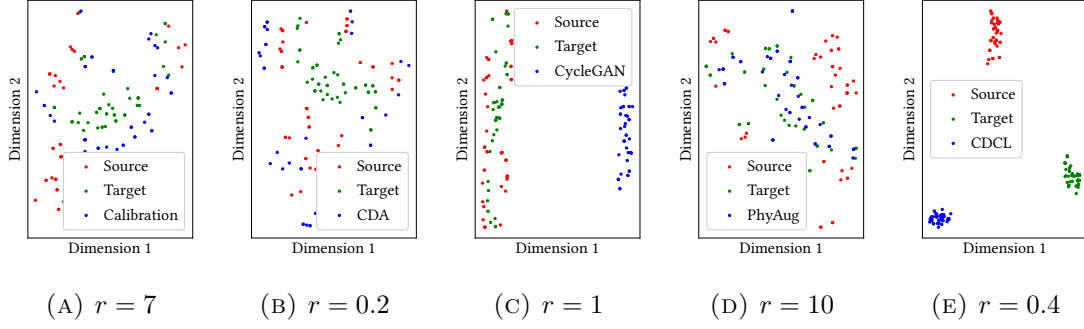 Dimension 2
Source
Target
Calibration
Dimension 1
(A) r = 7
Dimension 2
Source
Target
CDA
Dimension 1
(B) r = 0.2
Dimension 2
Source
Target
CycleGAN
Dimension 1
(C) r = 1
Dimension 2
Source
Target
PhyAug
Dimension 1
(D) r = 10
Dimension 2
Source
Target
CDCL
Dimension 1
(E) r = 0.4